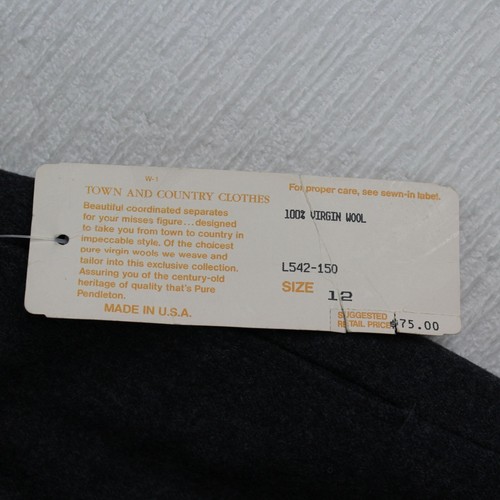 W-1
TOWN AND COUNTRY CLOTHES
Beautiful coordinated separates
for your misses figure...designed
to take you from town to country in
impeccable style. Of the choicest
pure virgin wools we weave and
tailor into this exclusive collection.
Assuring you of the century-old
heritage of quality that's Pure
Pendleton.
MADE IN U.S.A.
For proper care, see sewn-in label.
100% VIRGIN WOOL
L542-150
SIZE 12
SUGGESTED
RETAIL PRICE $75.00